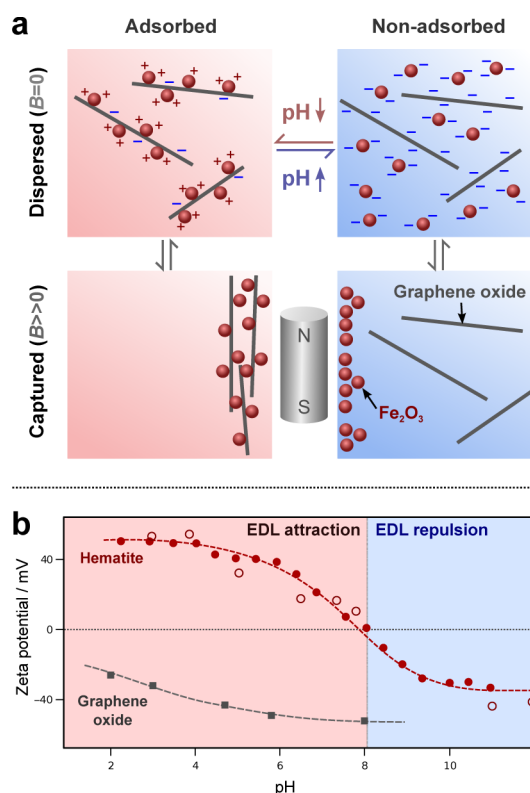 a
Adsorbed
Non-adsorbed
Dispersed (B=0)
pH ↓
pH ↑
Captured (B>>0)
N
S
Graphene oxide
Fe₂O₃
b
EDL attraction
EDL repulsion
Hematite
Graphene
oxide
Zeta potential / mV
40
0
−40
2
4
6
8
10
pH